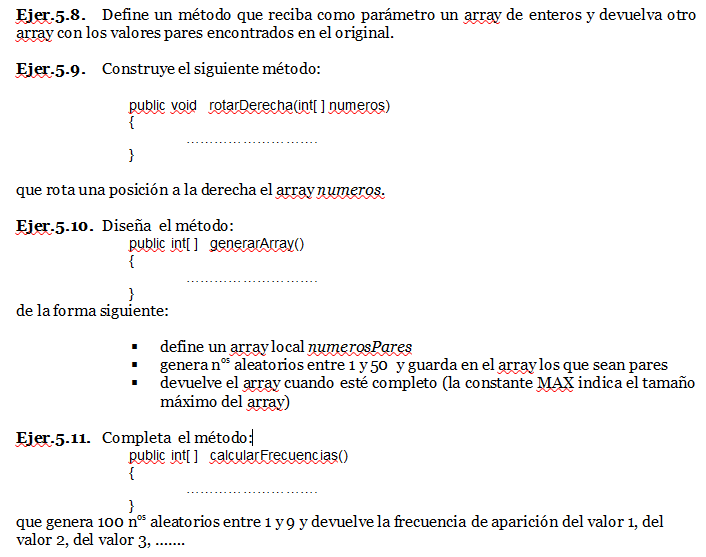 Ejer.5.8. Define un método que reciba como parámetro un array de enteros y devuelva otro
array con los valores pares encontrados en el original.
Ejer.5.9. Construye el siguiente método:
public void rotarDerecha(int[ ] numeros)
{
............................
}
que rota una posición a la derecha el array numeros.
Ejer.5.10. Diseña el método:
public int[ ] generarArray()
{
............................
}
de la forma siguiente:
▪ define un array local numerosPares
▪ genera nºs aleatorios entre 1 y 50 y guarda en el array los que sean pares
▪ devuelve el array cuando esté completo (la constante MAX indica el tamaño
máximo del array)
Ejer.5.11. Completa el método:
public int[ ] calcularFrecuencias()
{
............................
}
que genera 100 nºs aleatorios entre 1 y 9 y devuelve la frecuencia de aparición del valor 1, del
valor 2, del valor 3, .......